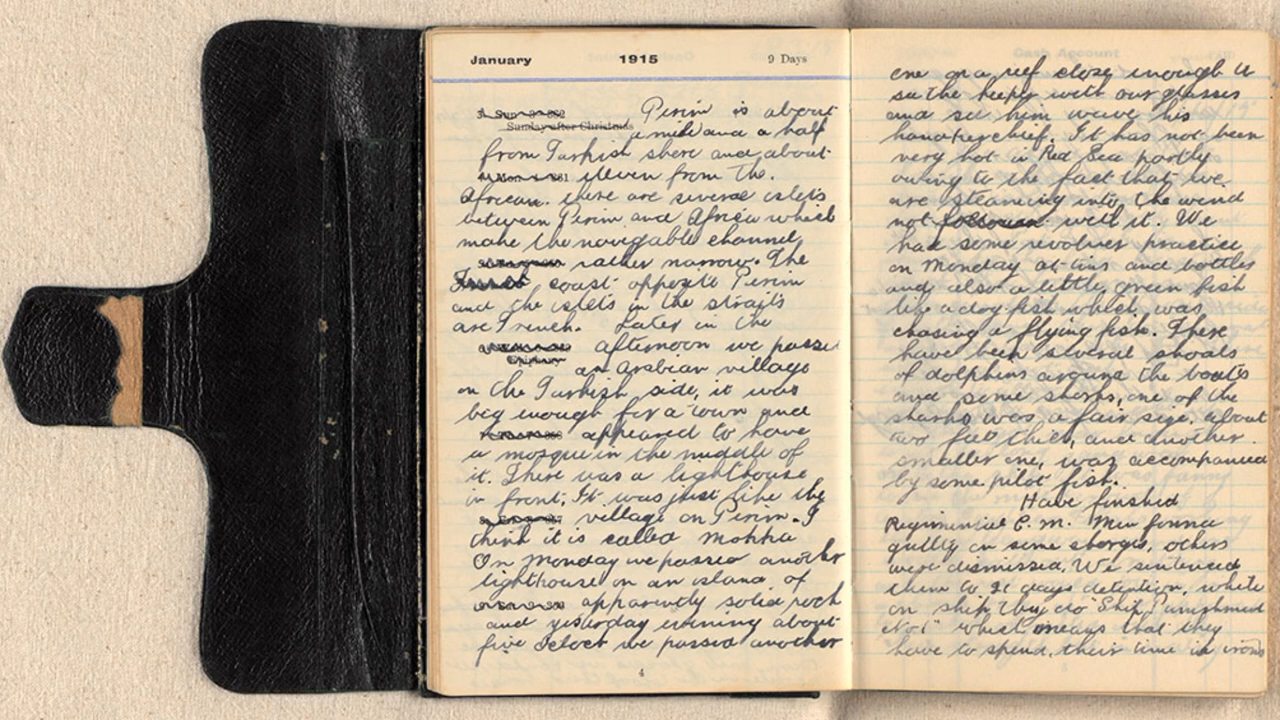 January 1915 9 Days
Perim is about
Sunday after Christmas a mile and a half
from Turkish shore and about
eleven from the
African. there are several islets
between Perim and Africa which
make the navigable channel
rather narrow. The
coast opposite Perim
and the islets in the straits
are French. Later in the
afternoon we passed
Epiphany
an Arabian village
on the Turkish side, it was
big enough for a town and
appeared to have
a mosque in the middle of
it. There was a lighthouse
in front. It was just like the
village on Perim. I
think it is called Mokka
On Monday we passed another
lighthouse on an island of
apparently solid rock
and yesterday evening about
five oclock we passed another
4
Cash Account
one on a reef close enough to
see the keeper with our glasses
and see him wave his
handkerchief. It has not been
very hot in Red Sea partly
owing to the fact that we
are steaming into the wind
not with it. We
had some revolver practice
on Monday at tins and bottles
and also a little green fish
like a dog fish which was
chasing a flying fish. There
have been several shoals
of dolphins around the boats
and some sharks, one of the
sharks was a fair size, about
two feet thick, and another
smaller one, was accompanied
by some pilot fish.
Have finished
Regimental C.M. Men found
guilty on some charges, others
were dismissed. We sentenced
them to 21 days detention, while
on ship they do "Ship Punishment
No1" which means that they
have to spend their time in irons